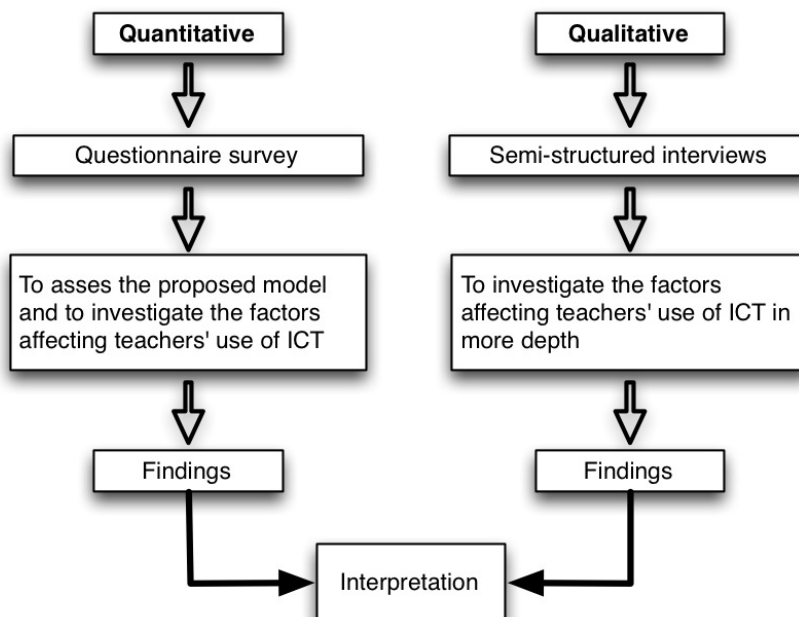 Quantitative
Qualitative
Questionnaire survey
Semi-structured interviews
To asses the proposed model
and to investigate the factors
affecting teachers' use of ICT
To investigate the factors
affecting teachers' use of ICT in
more depth
Findings
Findings
Interpretation